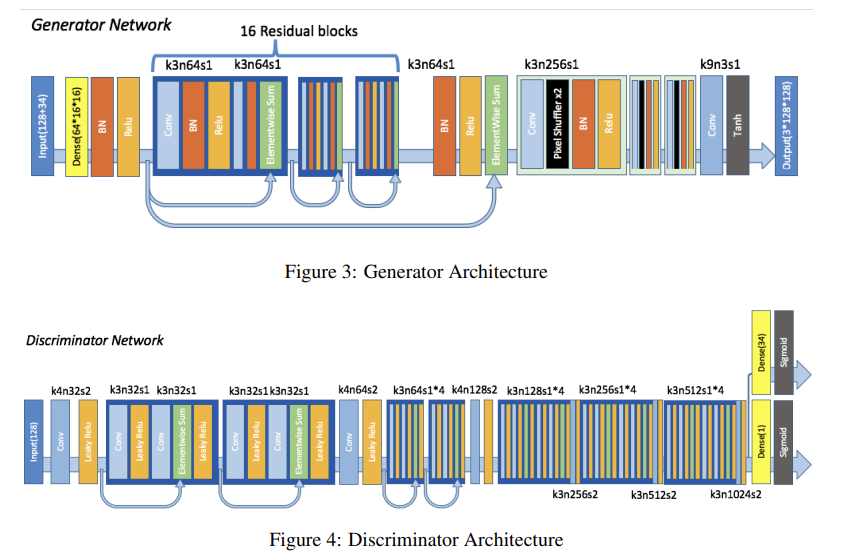 Generator Network
16 Residual blocks
k3n64s1 k3n64s1 k3n64s1 k3n256s1 k9n3s1
Input(128+34)
Dense(64*16*16)
BN
Relu
Conv
BN
Relu
Elementwise Sum
BN
Relu
ElementWise Sum
Conv
Pixel Shuffler x2
BN
Relu
Conv
Tanh
Output(3*128*128)
Figure 3: Generator Architecture
Discriminator Network
k4n32s2 k3n32s1 k3n32s1 k3n32s1k3n32s1 k4n64s2 k3n64s1*4 k4n128s2 k3n128s1*4 k3n256s1*4 k3n512s1*4
Input(128)
Conv
Leaky Relu
Conv
Leaky Relu
Conv
Elementwise Sum
Leaky Relu
Conv
Leaky Relu
Conv
Elementwise Sum
Leaky Relu
Conv
Leaky Relu
Dense(34)
Sigmoid
Dense(1)
Sigmoid
k3n256s2 k3n512s2 k3n1024s2
Figure 4: Discriminator Architecture